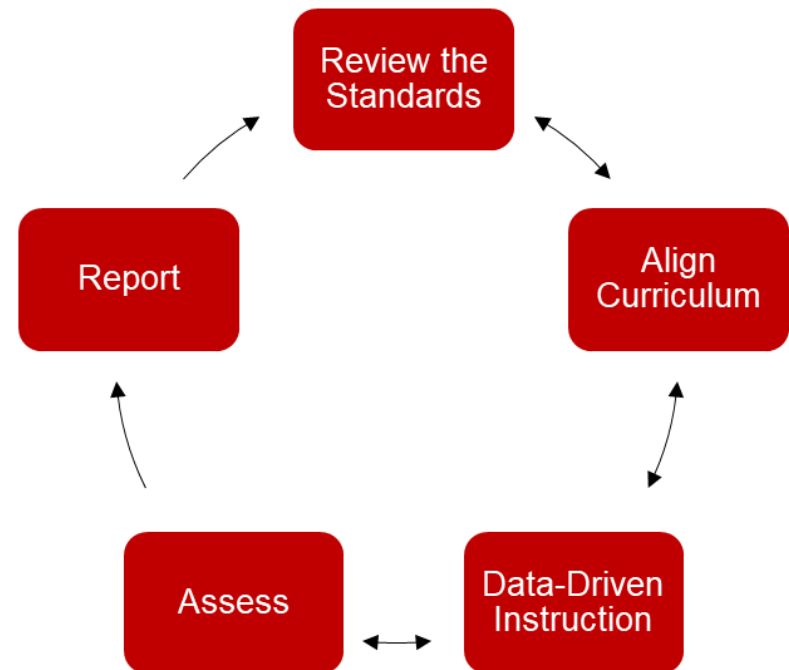 Review the
Standards
Align
Curriculum
Data-Driven
Instruction
Assess
Report